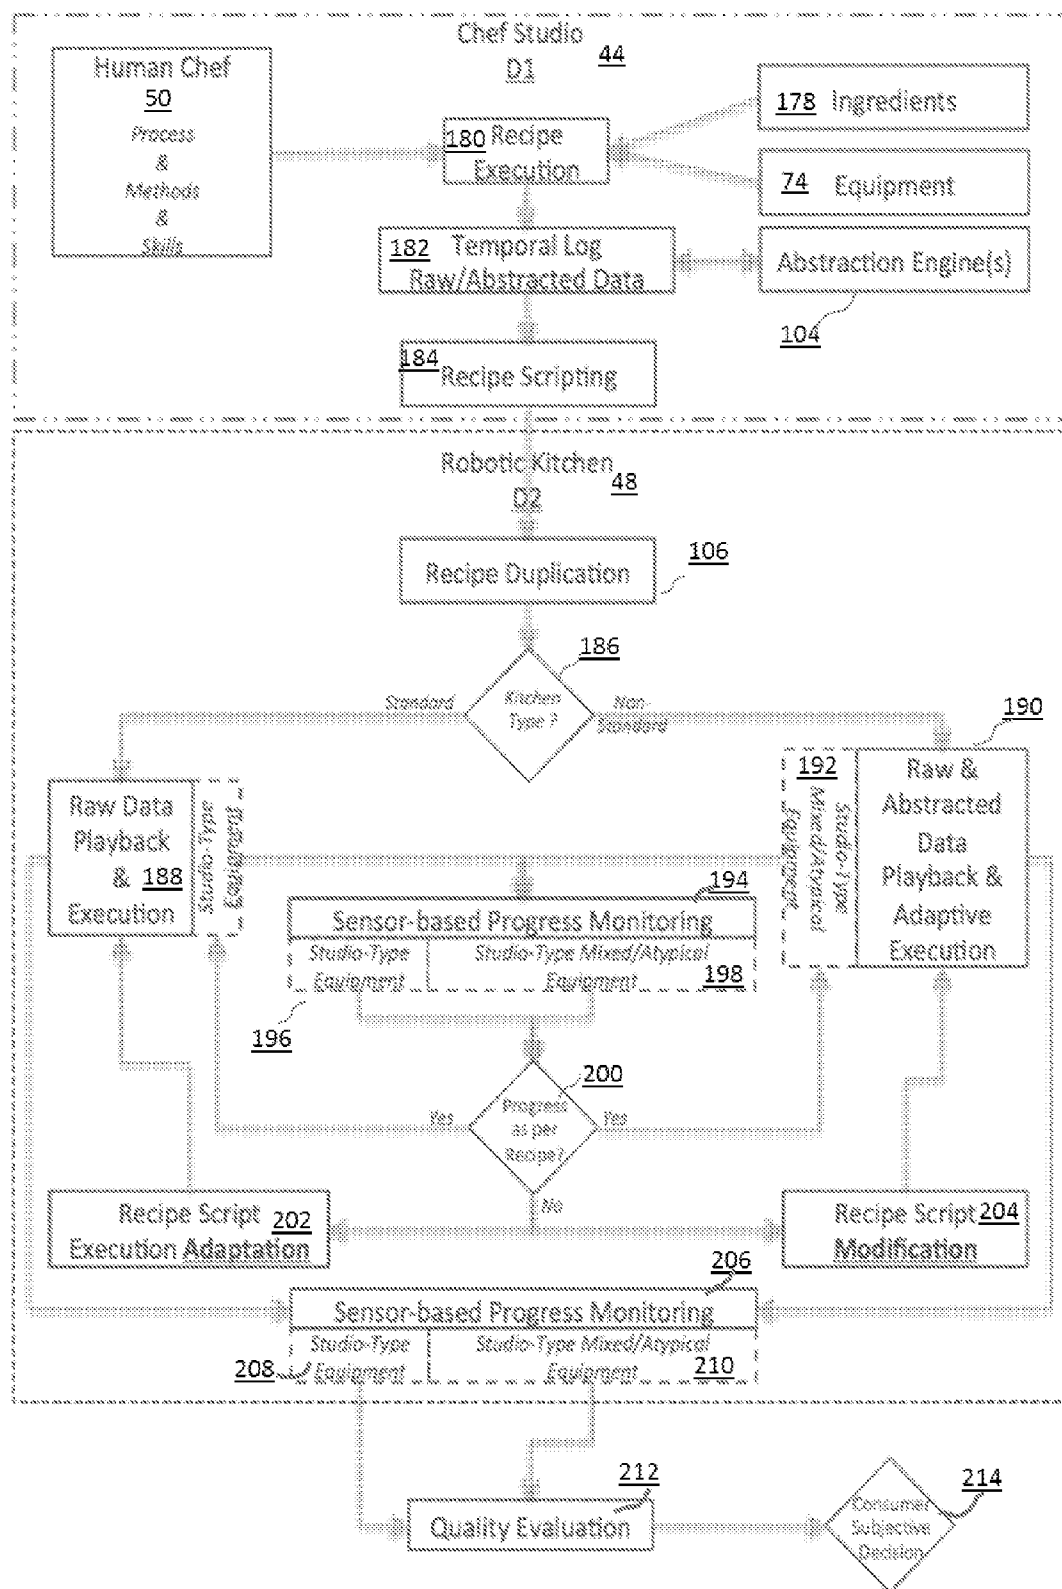 Chef Studio
44
D1
Human Chef
50
Process
&
Methods
&
Skills
180 Recipe
Execution
178 Ingredients
74 Equipment
182 Temporal Log
Raw/Abstracted Data
Abstraction Engine(s)
104
184
Recipe Scripting
Robotic Kitchen
48
D2
Recipe Duplication
106
186
Kitchen
Type ?
Standard
Non-
Standard
190
Raw Data
Playback
& 188
Execution
Studio-Type
Equipment
192
Studio-Type
Mixed/Atypical
Equipment
Raw &
Abstracted
Data
Playback &
Adaptive
Execution
194
Sensor-based Progress Monitoring
Studio-Type
Equipment
Studio-Type Mixed/Atypical
Equipment
198
196
200
Progress
as per
Recipe?
Yes
Yes
No
Recipe Script
202
Execution Adaptation
Recipe Script 204
Modification
206
Sensor-based Progress Monitoring
Studio-Type
Equipment
208
Studio-Type Mixed/Atypical
Equipment
210
212
Quality Evaluation
214
Consumer
Subjective
Decision